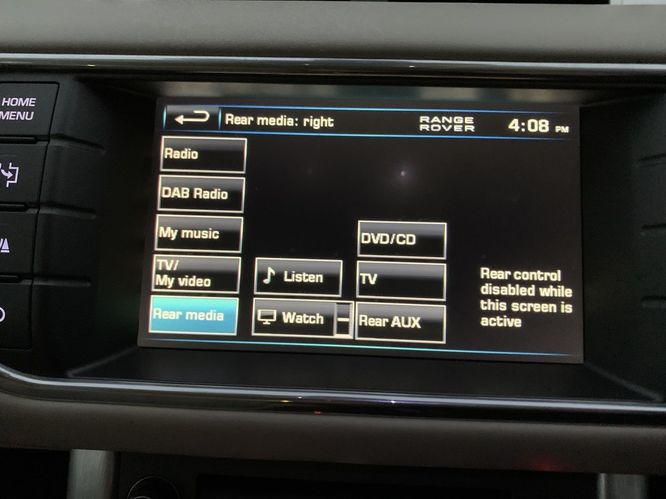 HOME
MENU
Rear media: right
RANGE
ROVER
4:08 PM
Radio
DAB Radio
My music
TV/
My video
Rear media
Listen
Watch
DVD/CD
TV
Rear AUX
Rear control
disabled while
this screen is
active